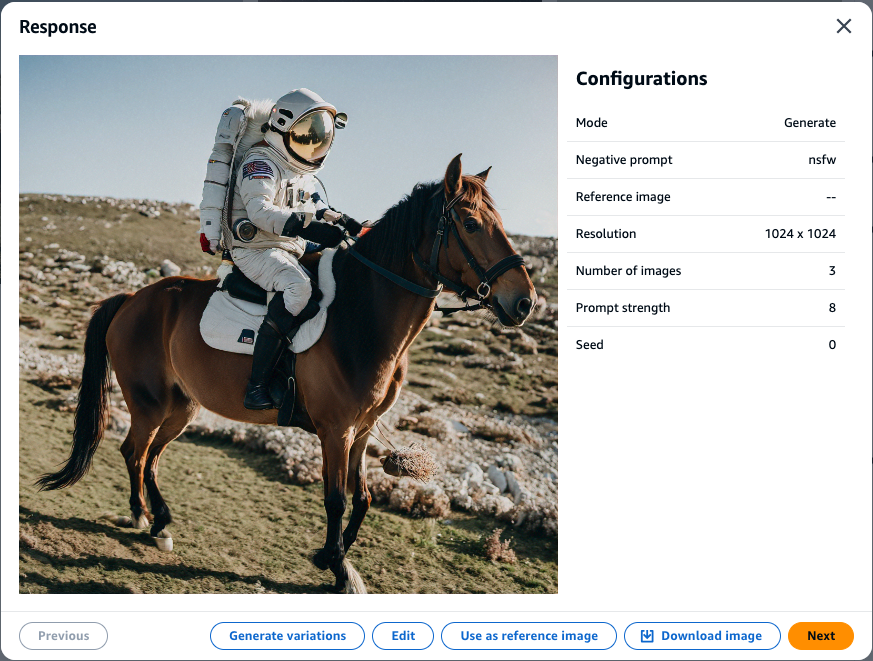 Response
Configurations
Mode Generate
Negative prompt nsfw
Reference image --
Resolution 1024 x 1024
Number of images 3
Prompt strength 8
Seed 0
Previous Generate variations Edit Use as reference image Download image Next